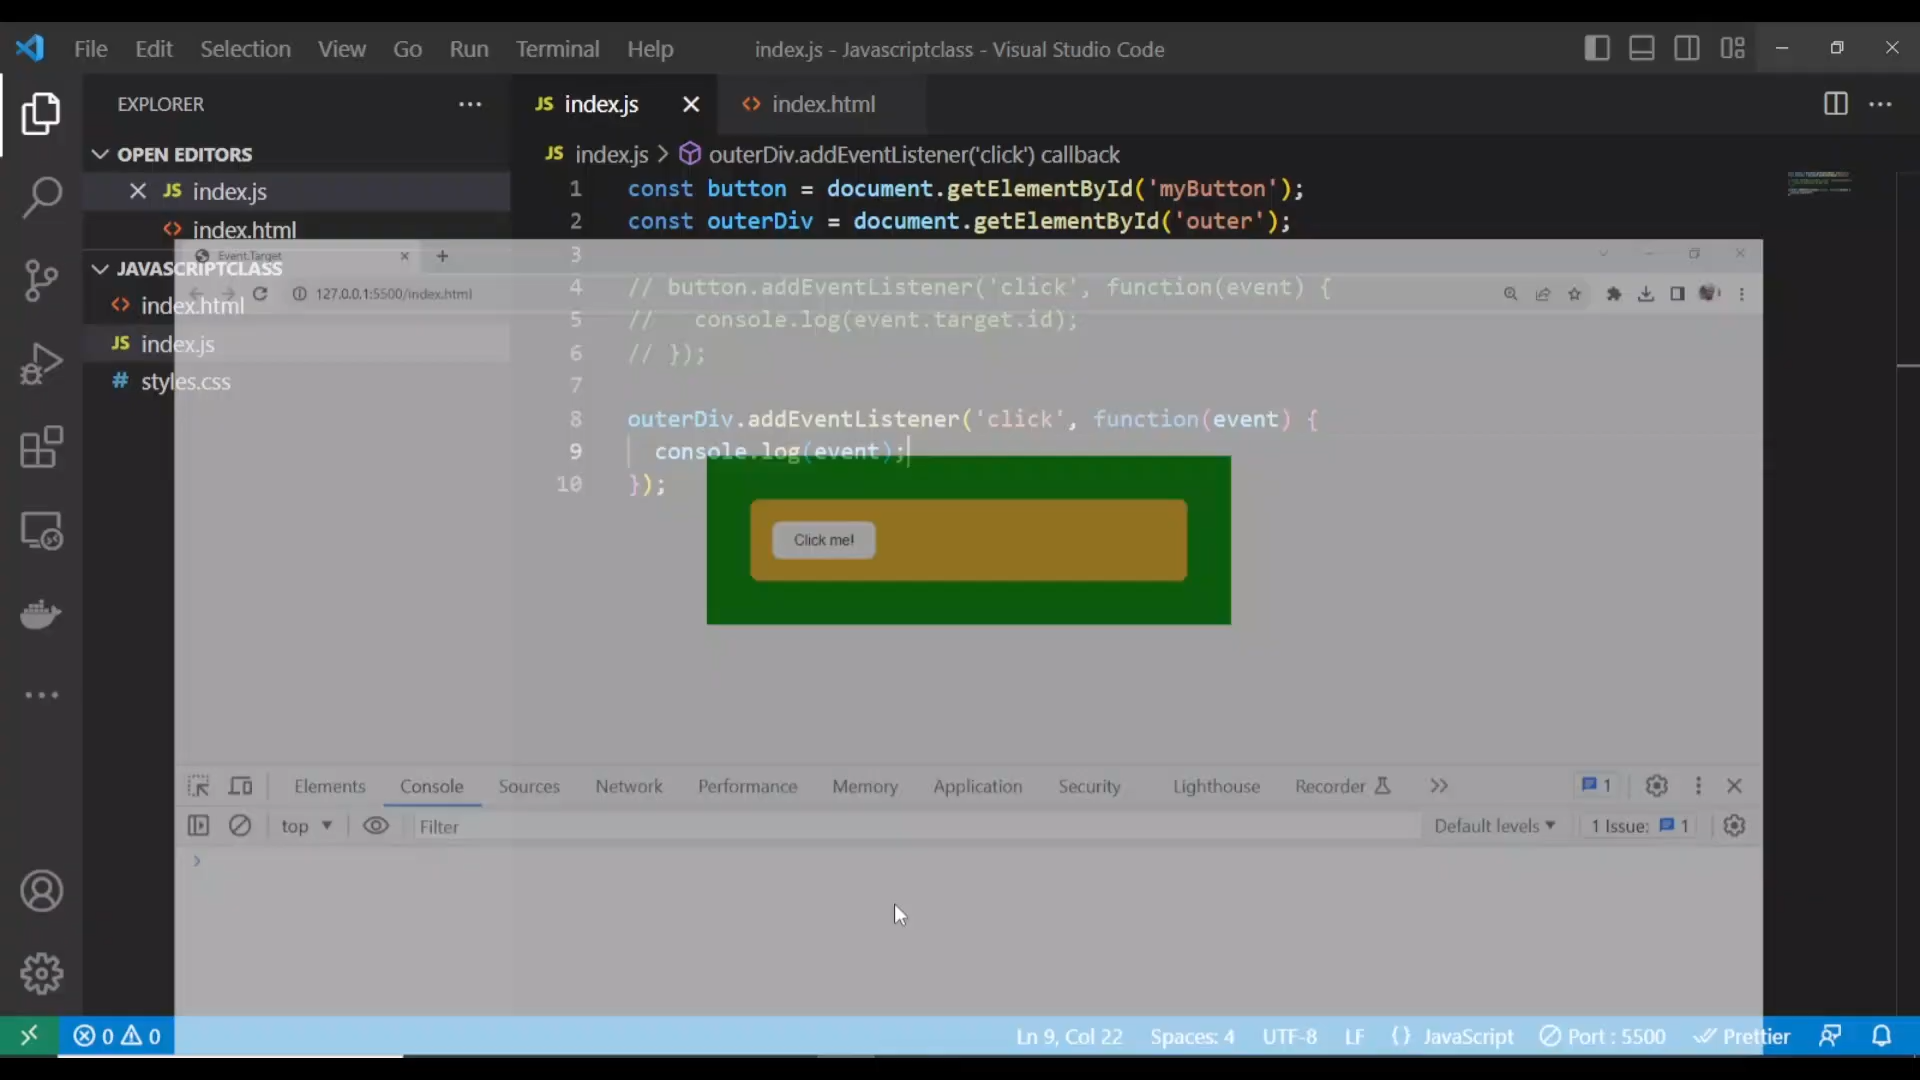 File Edit Selection View Go Run Terminal Help index.js - Javascriptclass - Visual Studio Code
EXPLORER
JS index.js
index.html
OPEN EDITORS
JS index.js > outerDiv.addEventListener('click') callback
JS index.js
index.html
JAVASCRIPTCLASS
index.html
JS index.js
# styles.css
1 const button = document.getElementById('myButton');
2 const outerDiv = document.getElementById('outer');
3
4 // button.addEventListener('click', function(event) {
5 //   console.log(event.target.id);
6 // });
7
8 outerDiv.addEventListener('click', function(event) {
9   console.log(event);
10 });
Event Target
127.0.0.1:5500/index.html
Click me!
Elements Console Sources Network Performance Memory Application Security Lighthouse Recorder 1
top Filter Default levels 1 Issue: 1
0 0 Ln 9, Col 22 Spaces: 4 UTF-8 LF {} JavaScript Port : 5500 Prettier